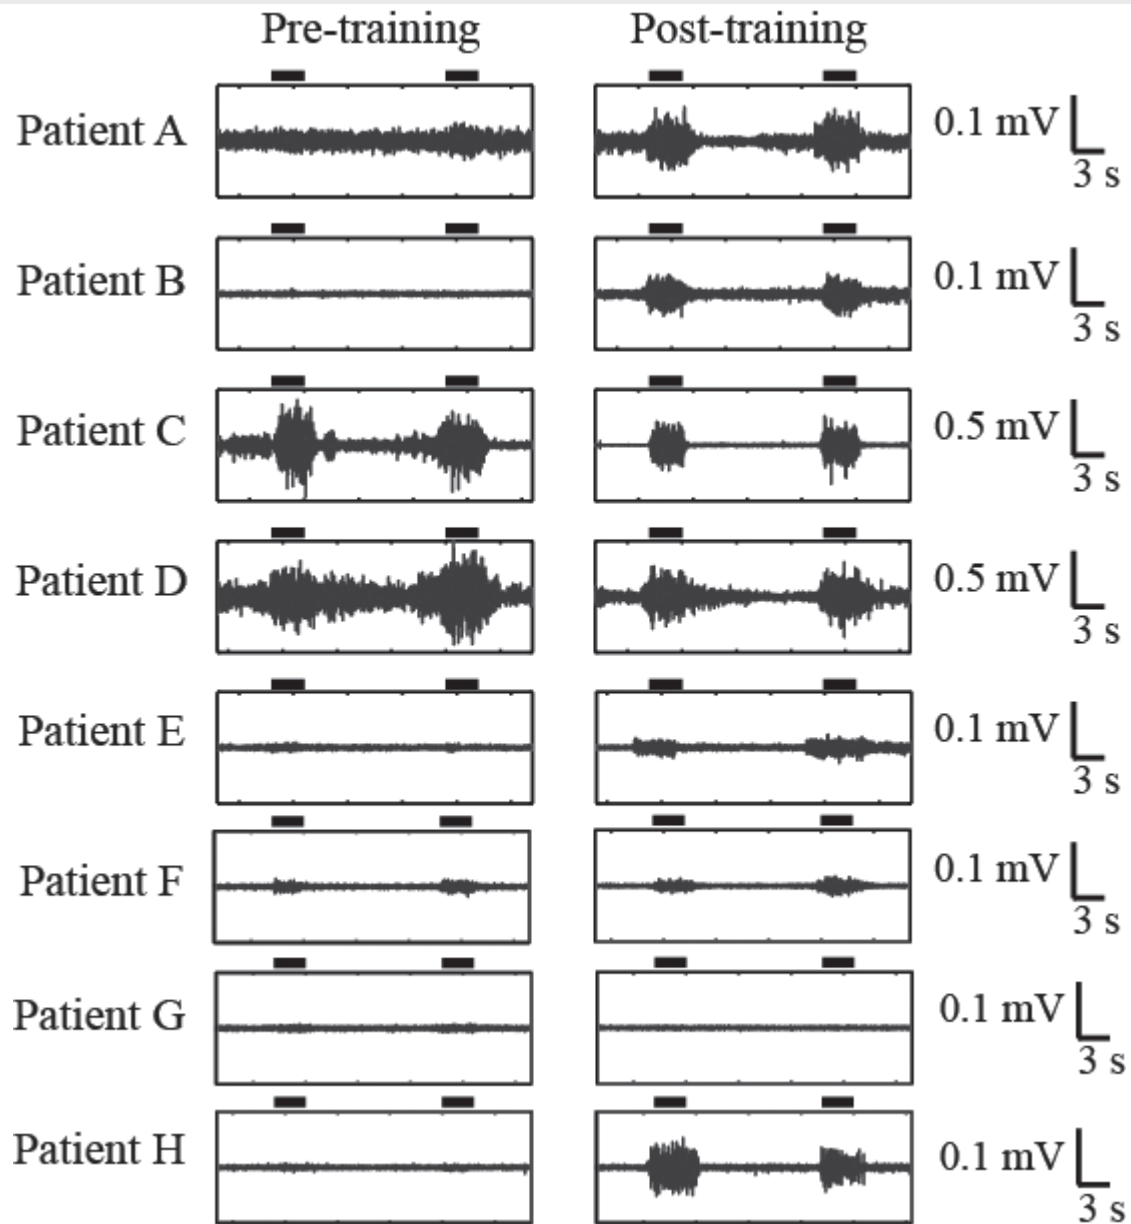 Pre-training Post-training
Patient A 0.1 mV
3 s
Patient B 0.1 mV
3 s
Patient C 0.5 mV
3 s
Patient D 0.5 mV
3 s
Patient E 0.1 mV
3 s
Patient F 0.1 mV
3 s
Patient G 0.1 mV
3 s
Patient H 0.1 mV
3 s